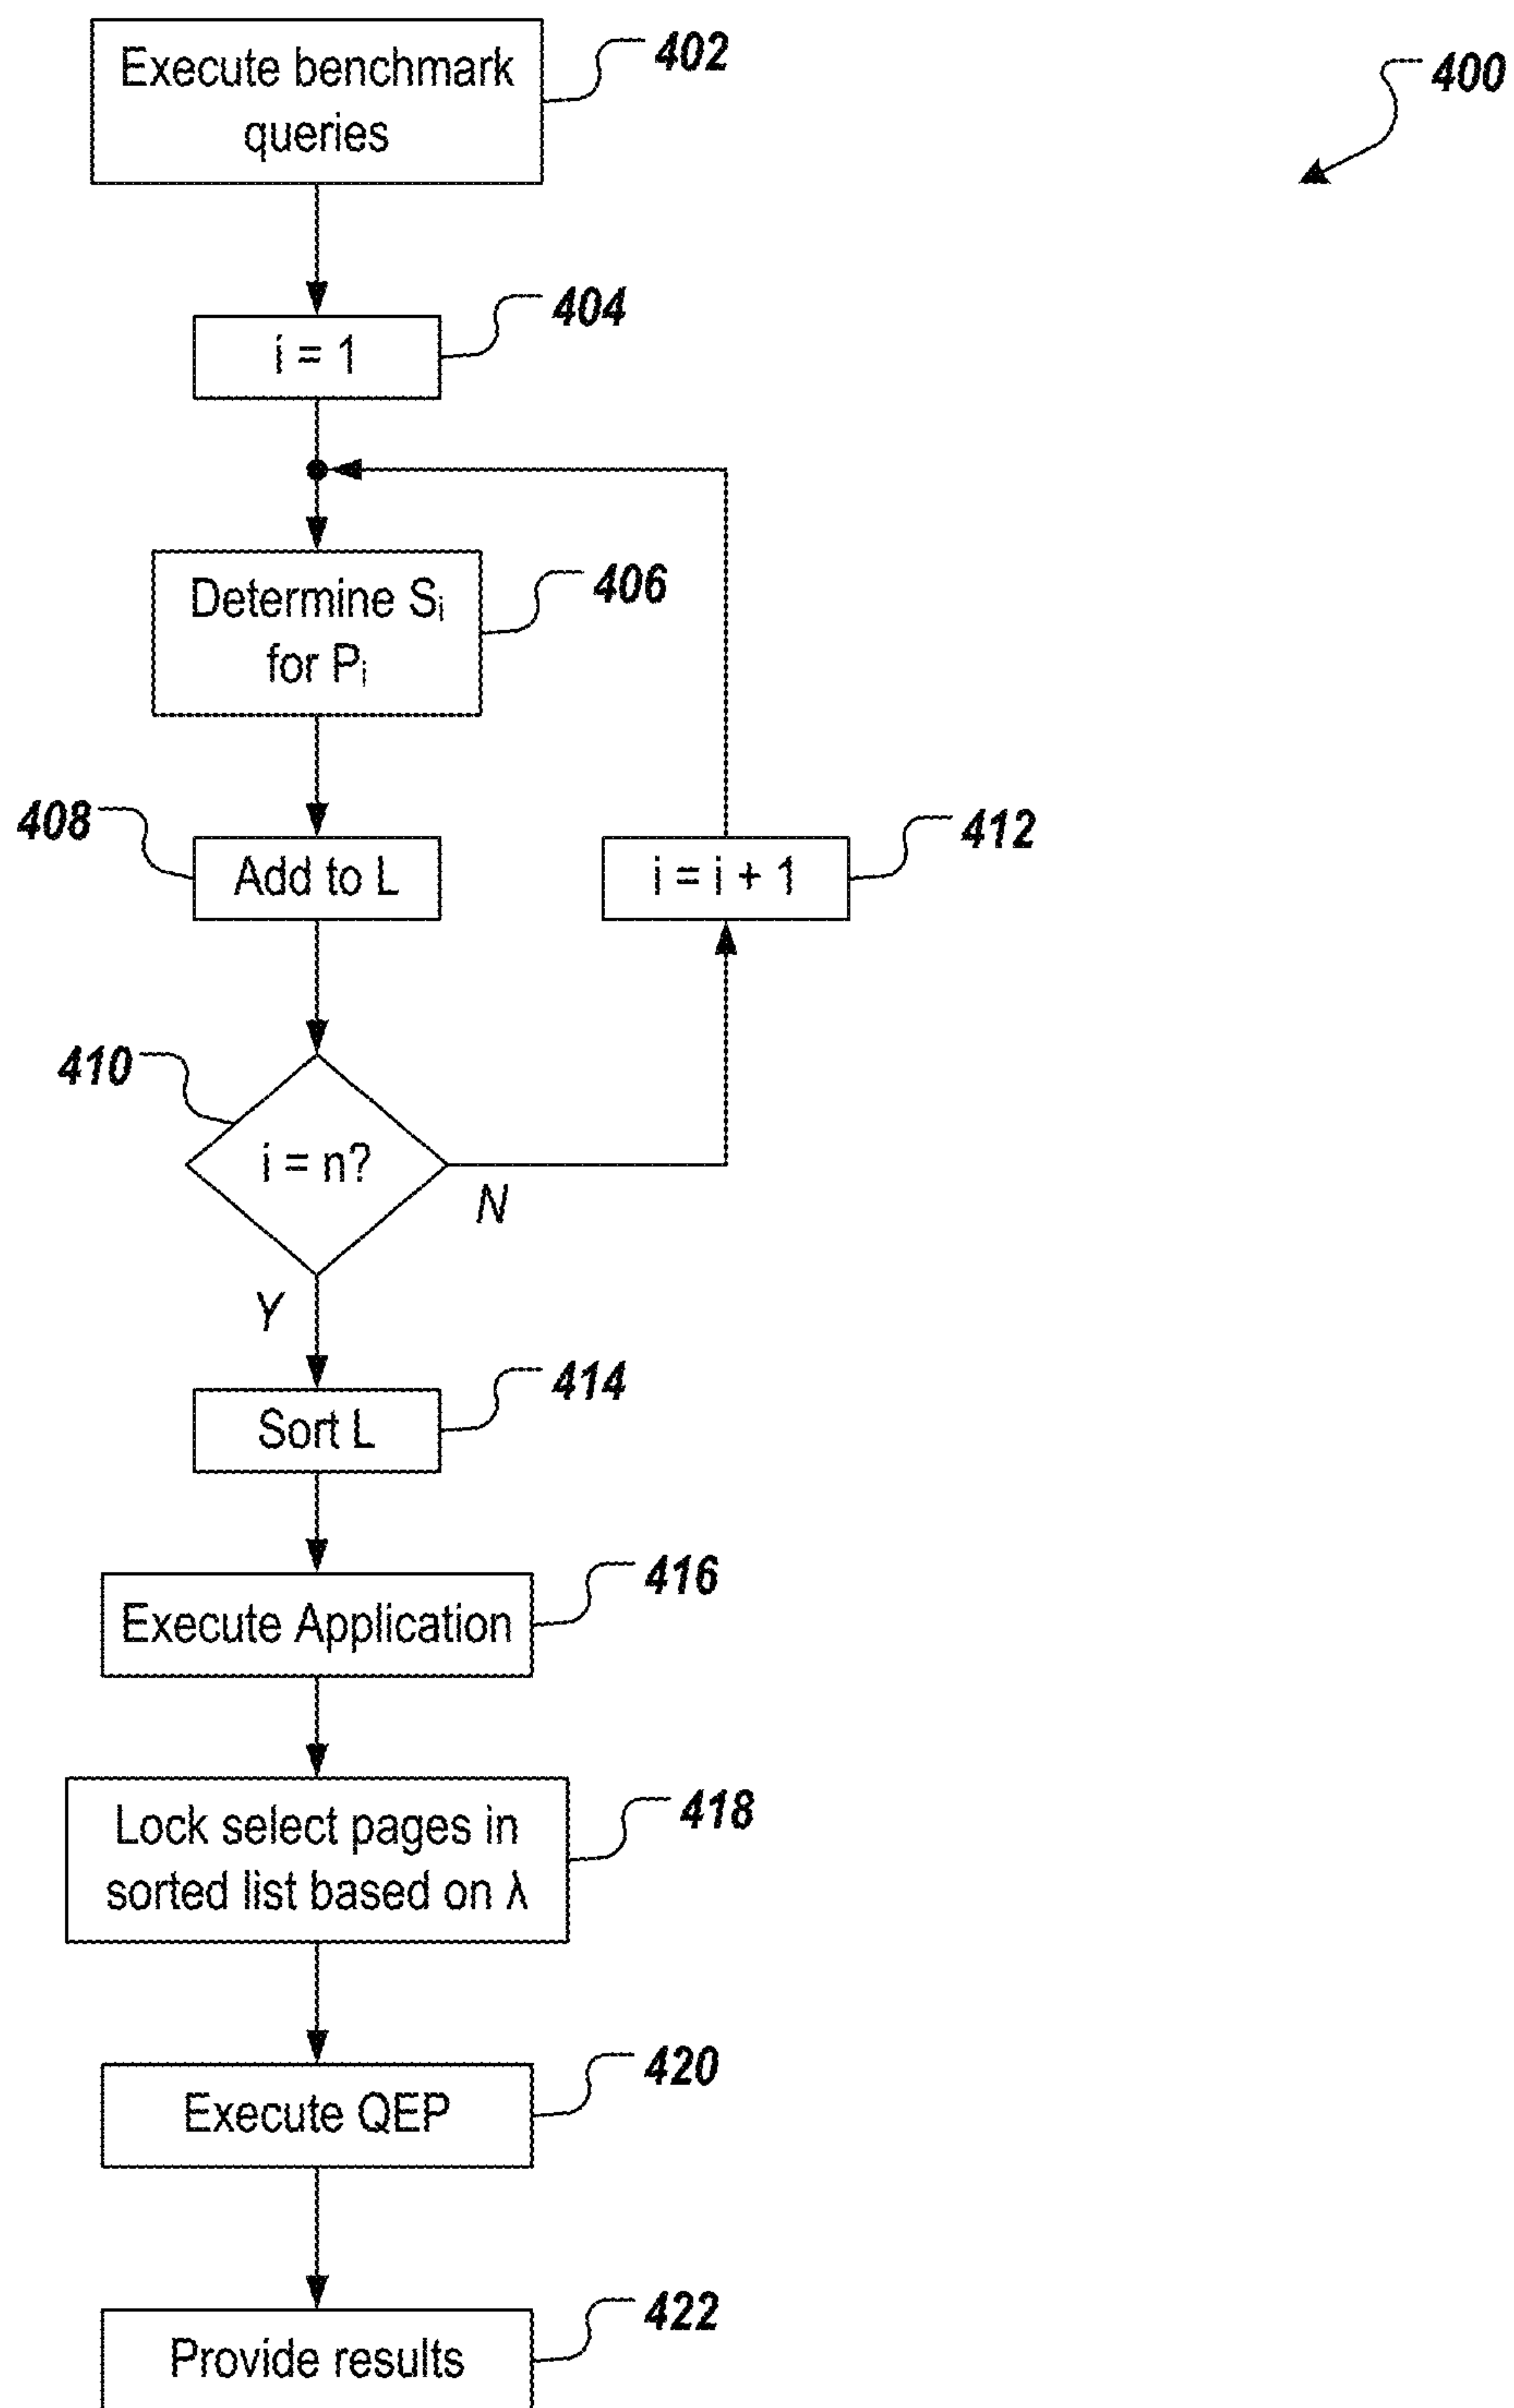 Execute benchmark
queries
402
400
i = 1
404
Determine Sᵢ
for Pᵢ
406
408
Add to L
i = i + 1
412
410
i = n?
N
Y
Sort L
414
Execute Application
416
Lock select pages in
sorted list based on λ
418
Execute QEP
420
Provide results
422